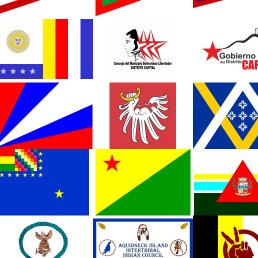 Concejo del Municipio Bolivariano Libertador
DISTRITO CAPITAL
Gobierno
del Distrito
CAP
AQUIDNECK ISLAND
INTERTRIBAL
INDIAN COUNCIL